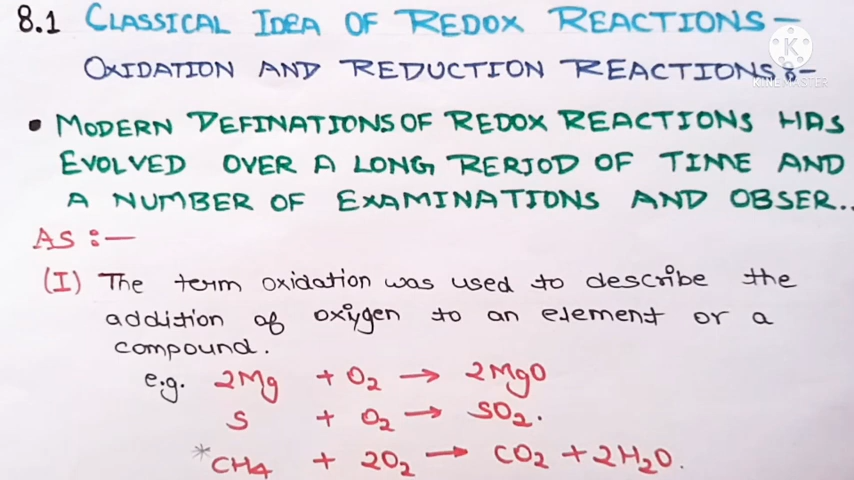 8.1 CLASSICAL IDEA OF REDOX REACTIONS-
OXIDATION AND REDUCTION REACTIONS:-
K
KINEMASTER
• MODERN DEFINATIONS OF REDOX REACTIONS HAS
EVOLVED OVER A LONG RERIOD OF TIME AND
A NUMBER OF EXAMINATIONS AND OBSER..
AS :—
(I) The term oxidation was used to describe the
addition of oxygen to an element or a
compound.
e.g. 2Mg + O2 → 2MgO
S + O2 → SO2.
*CH4 + 2O2 → CO2 + 2H2O.